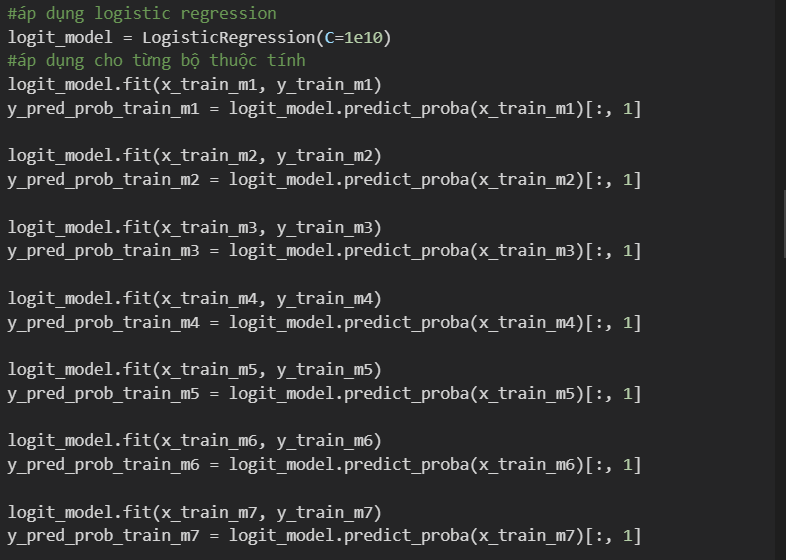 #áp dụng logistic regression
logit_model = LogisticRegression(C=1e10)
#áp dụng cho từng bộ thuộc tính
logit_model.fit(x_train_m1, y_train_m1)
y_pred_prob_train_m1 = logit_model.predict_proba(x_train_m1)[:, 1]
logit_model.fit(x_train_m2, y_train_m2)
y_pred_prob_train_m2 = logit_model.predict_proba(x_train_m2)[:, 1]
logit_model.fit(x_train_m3, y_train_m3)
y_pred_prob_train_m3 = logit_model.predict_proba(x_train_m3)[:, 1]
logit_model.fit(x_train_m4, y_train_m4)
y_pred_prob_train_m4 = logit_model.predict_proba(x_train_m4)[:, 1]
logit_model.fit(x_train_m5, y_train_m5)
y_pred_prob_train_m5 = logit_model.predict_proba(x_train_m5)[:, 1]
logit_model.fit(x_train_m6, y_train_m6)
y_pred_prob_train_m6 = logit_model.predict_proba(x_train_m6)[:, 1]
logit_model.fit(x_train_m7, y_train_m7)
y_pred_prob_train_m7 = logit_model.predict_proba(x_train_m7)[:, 1]